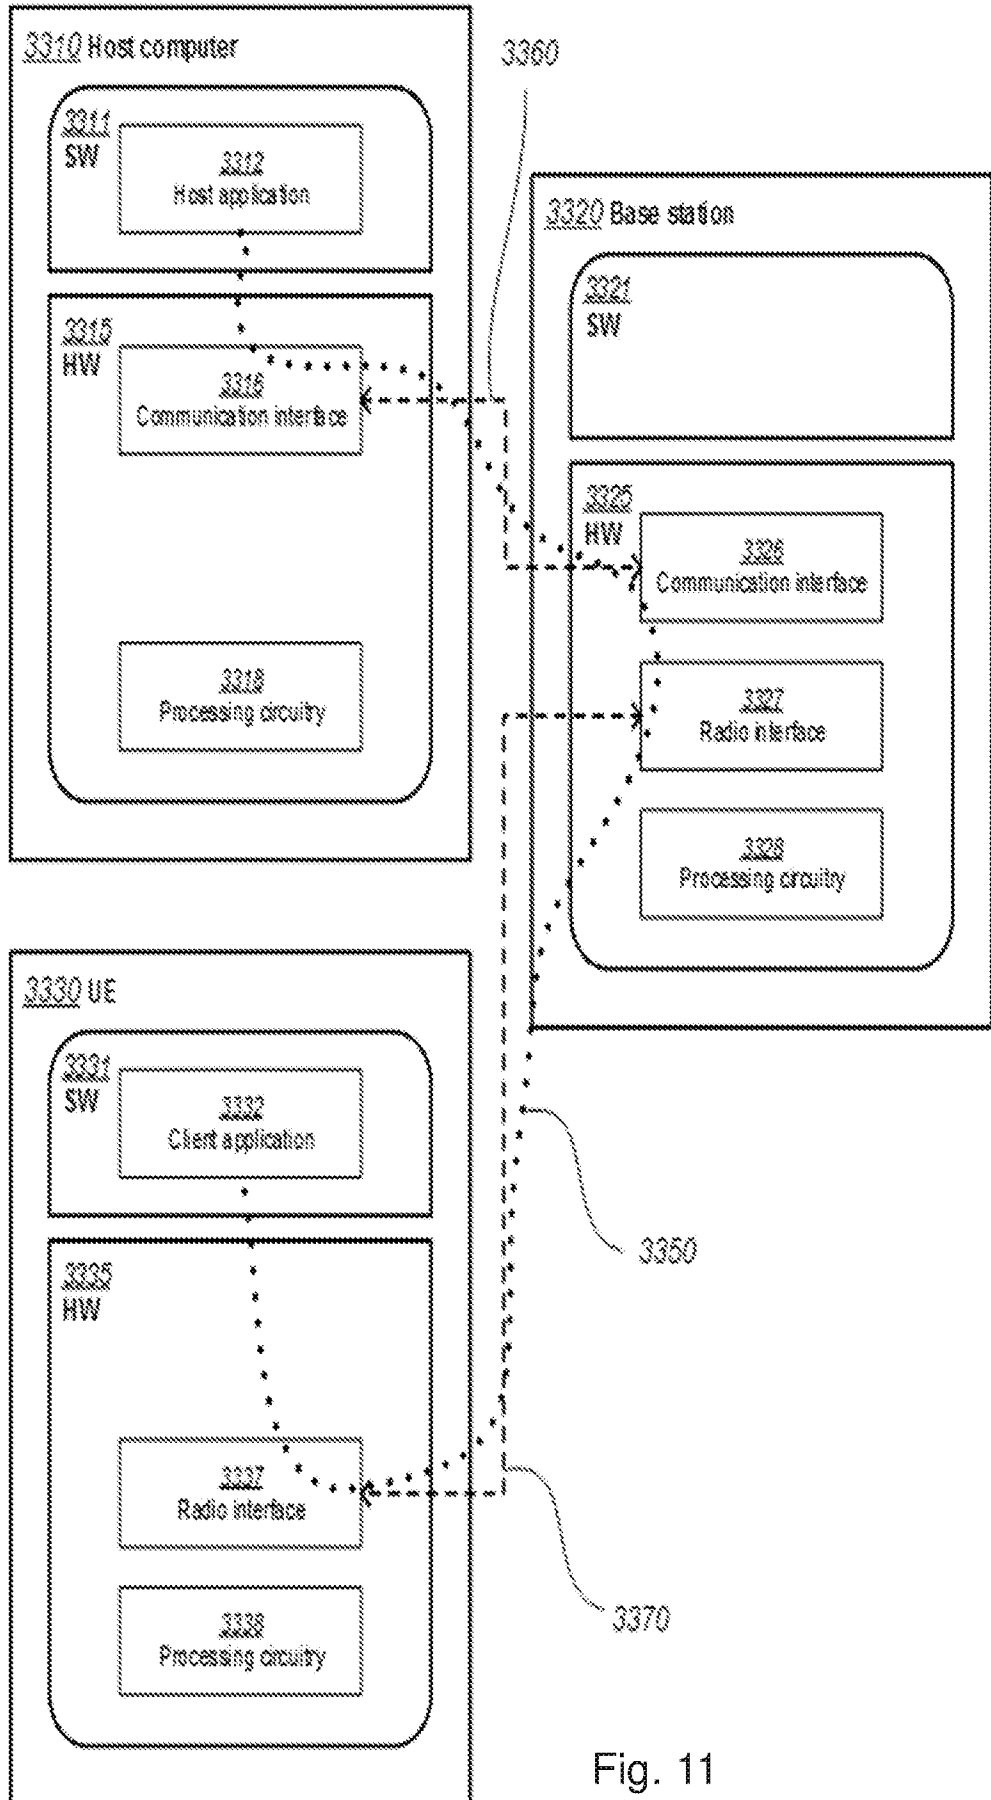 3310 Host computer
3311
SW
3312
Host application
3315
HW
3316
Communication interface
3318
Processing circuitry
3360
3320 Base station
3321
SW
3325
HW
3326
Communication interface
3327
Radio interface
3328
Processing circuitry
3330 UE
3331
SW
3332
Client application
3335
HW
3337
Radio interface
3338
Processing circuitry
3350
3370
Fig. 11